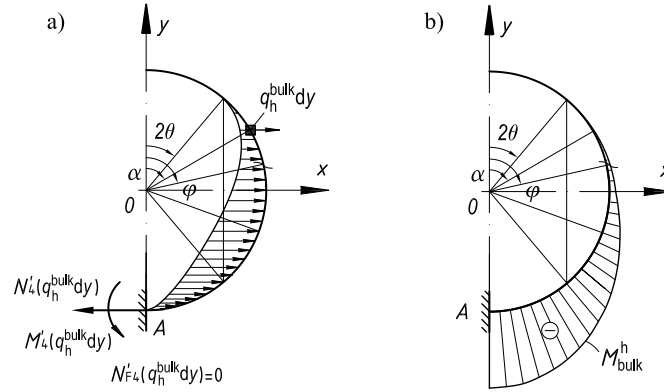 a)
y
q_h^bulk dy
2θ
α
φ
x
0
N'_4(q_h^bulk dy)
A
M'_4(q_h^bulk dy)
N'_F4(q_h^bulk dy)=0
b)
y
2θ
α
φ
x
0
A
M_bulk^h